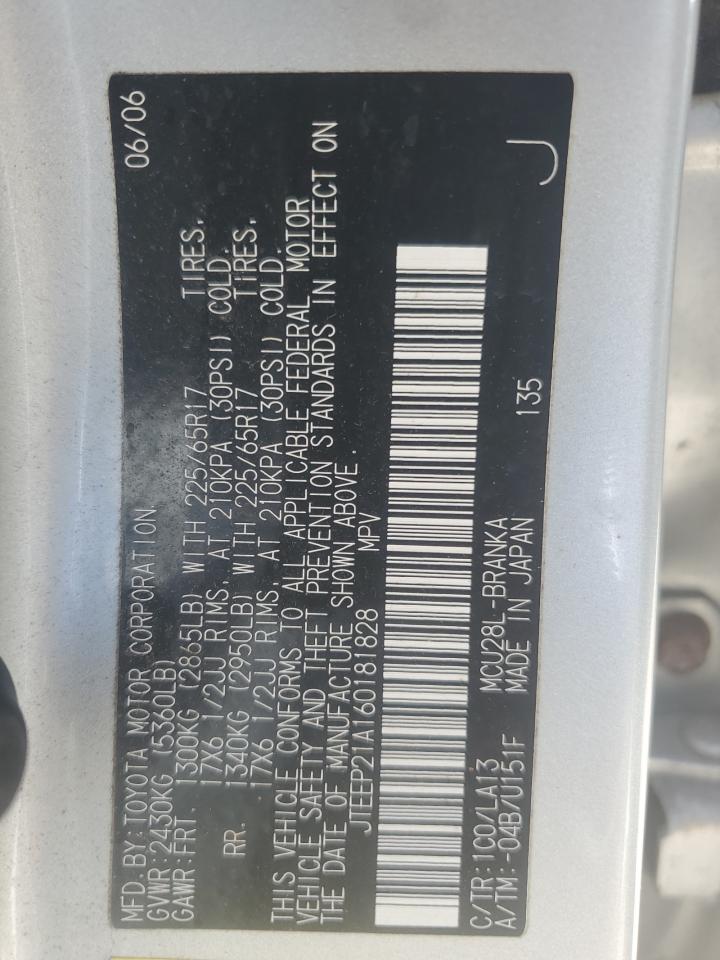 MFD.BY:TOYOTA MOTOR CORPORATION 06/06
GVWR:2430KG (5360LB)
GAWR:FRT. 1300KG (2865LB) WITH 225/65R17 TIRES.
17X6 1/2JJ RIMS, AT 210KPA (30PSI) COLD.
RR. 1340KG (2950LB) WITH 225/65R17 TIRES.
17X6 1/2JJ RIMS, AT 210KPA (30PSI) COLD.
THIS VEHICLE CONFORMS TO ALL APPLICABLE FEDERAL MOTOR
VEHICLE SAFETY AND THEFT PREVENTION STANDARDS IN EFFECT ON
THE DATE OF MANUFACTURE SHOWN ABOVE.
JTEEP21A160181828 MPV
C/TR:1C0/LA13 MCU28L-BRANKA
A/TM:-04B/U151F MADE IN JAPAN 135 J